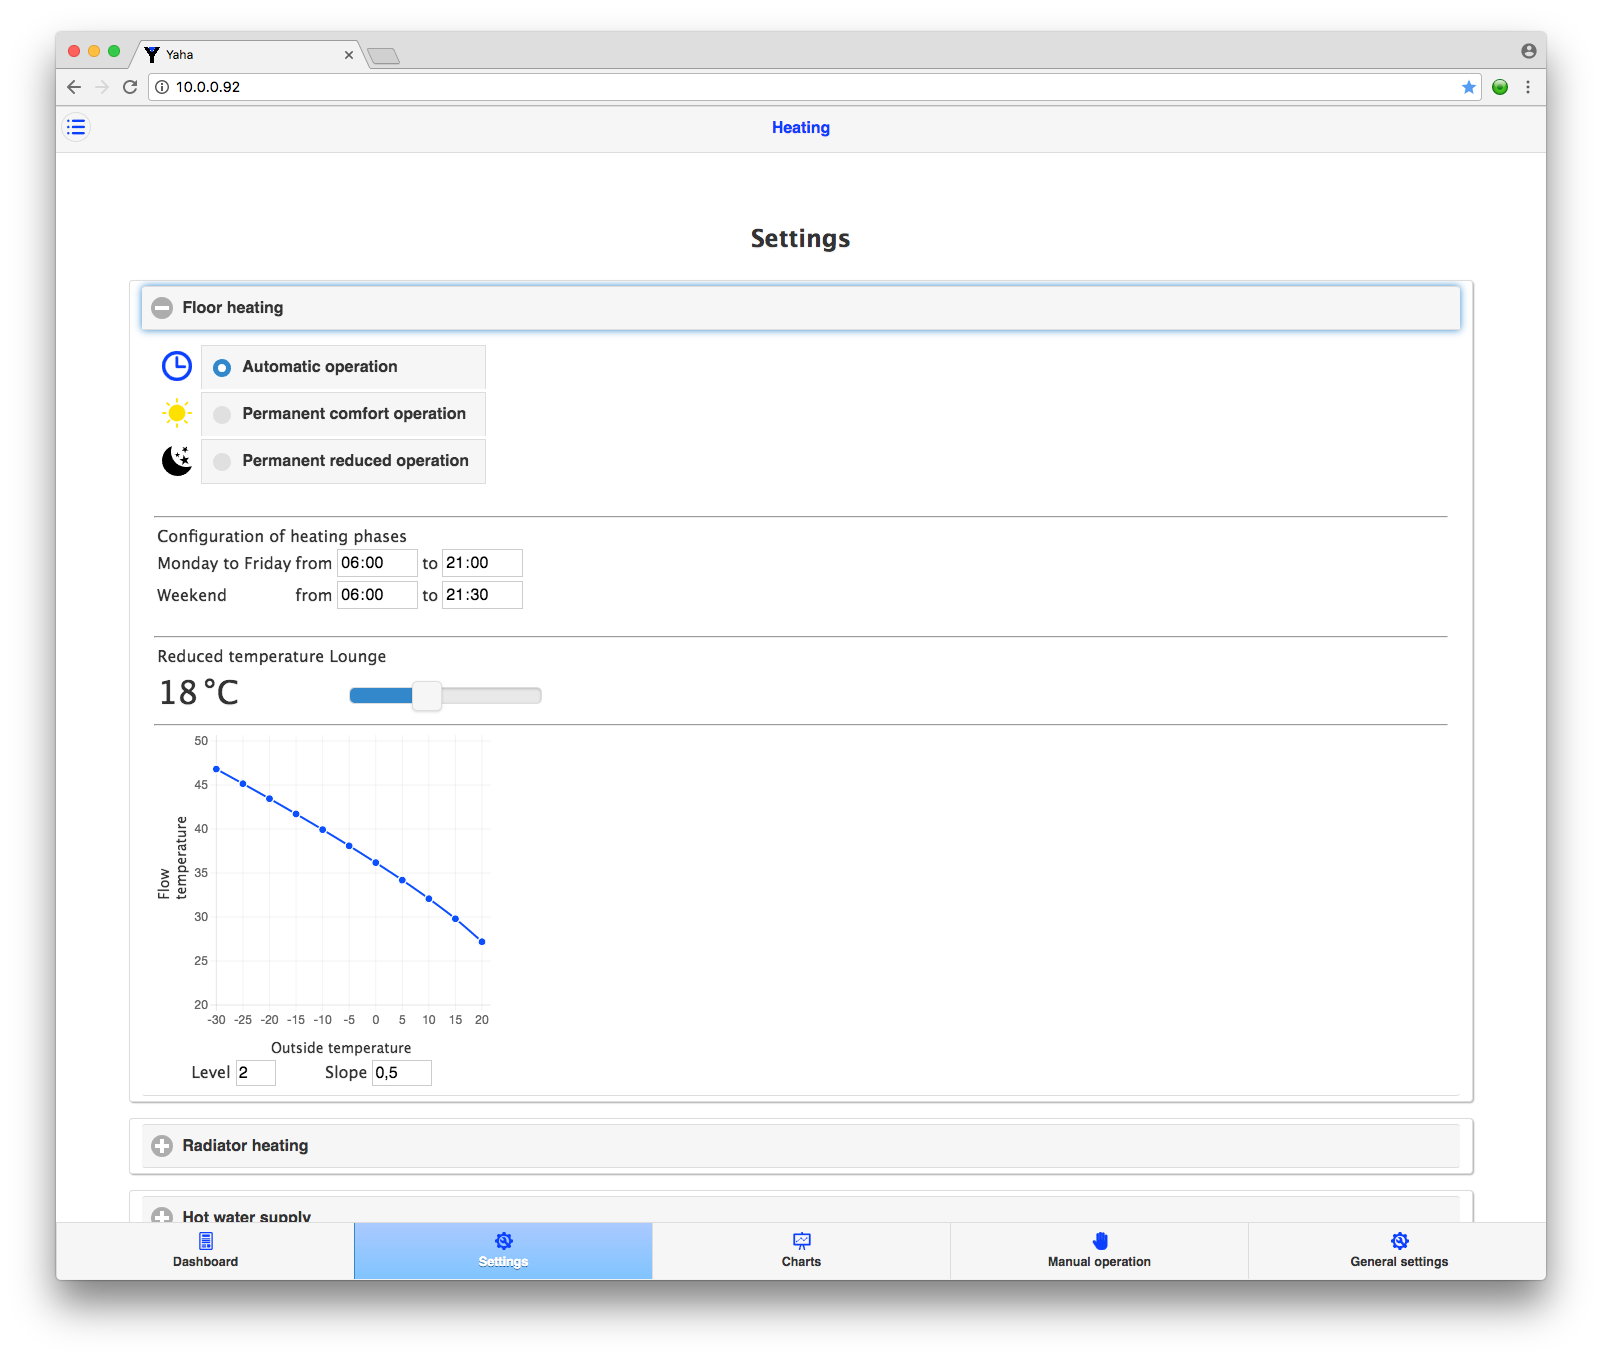 Yaha
10.0.0.92
Heating
Settings
Floor heating
Automatic operation
Permanent comfort operation
Permanent reduced operation
Configuration of heating phases
Monday to Friday from 06:00 to 21:00
Weekend from 06:00 to 21:30
Reduced temperature Lounge
18°C
50
45
40
35
30
25
20
Flow
temperature
-30 -25 -20 -15 -10 -5 0 5 10 15 20
Outside temperature
Level 2 Slope 0,5
Radiator heating
Hot water supply
Dashboard Settings Charts Manual operation General settings